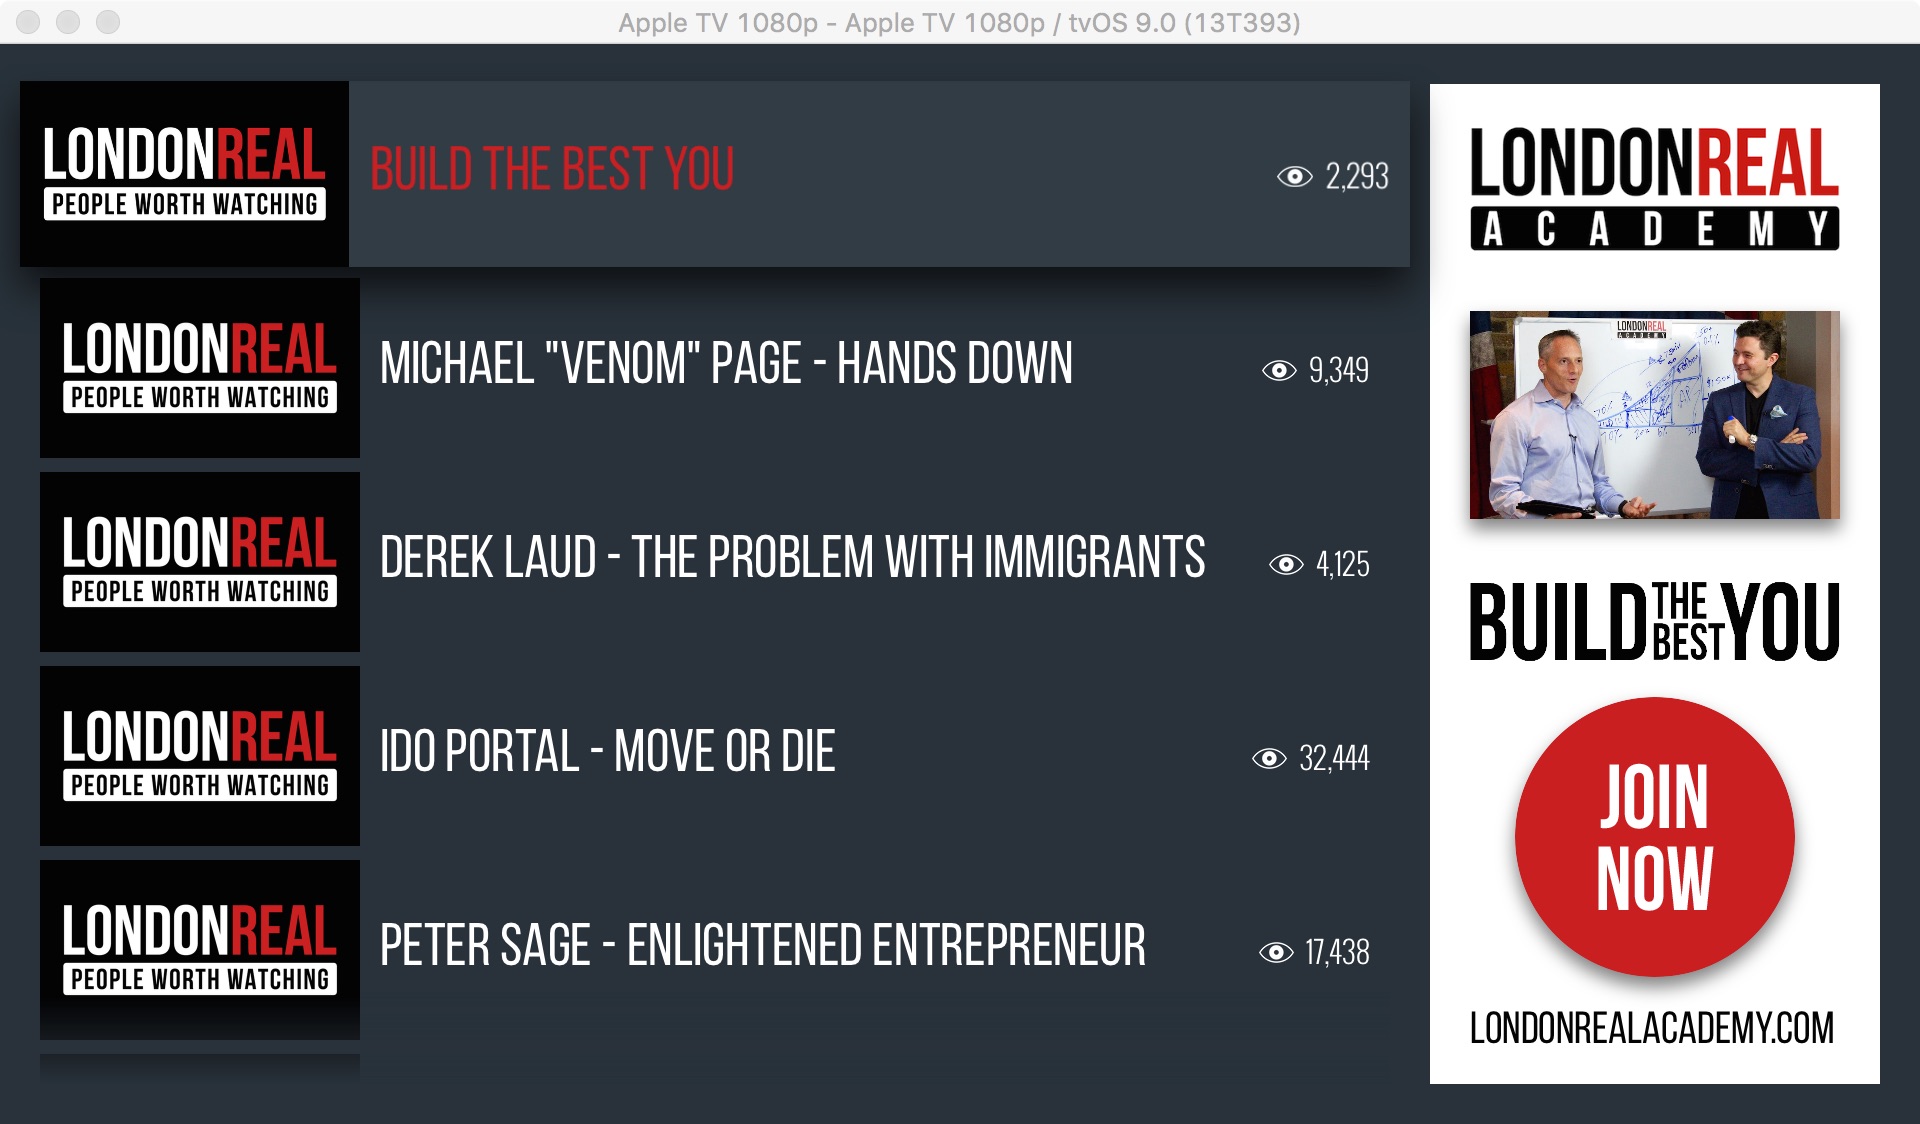 Apple TV 1080p - Apple TV 1080p / tvOS 9.0 (13T393)
LONDONREAL
PEOPLE WORTH WATCHING
BUILD THE BEST YOU
2,293
LONDONREAL
PEOPLE WORTH WATCHING
MICHAEL "VENOM" PAGE - HANDS DOWN
9,349
LONDONREAL
PEOPLE WORTH WATCHING
DEREK LAUD - THE PROBLEM WITH IMMIGRANTS
4,125
LONDONREAL
PEOPLE WORTH WATCHING
IDO PORTAL - MOVE OR DIE
32,444
LONDONREAL
PEOPLE WORTH WATCHING
PETER SAGE - ENLIGHTENED ENTREPRENEUR
17,438
LONDONREAL
ACADEMY
LONDONREAL
ACADEMY
BUILD THE BEST YOU
JOIN
NOW
LONDONREALACADEMY.COM